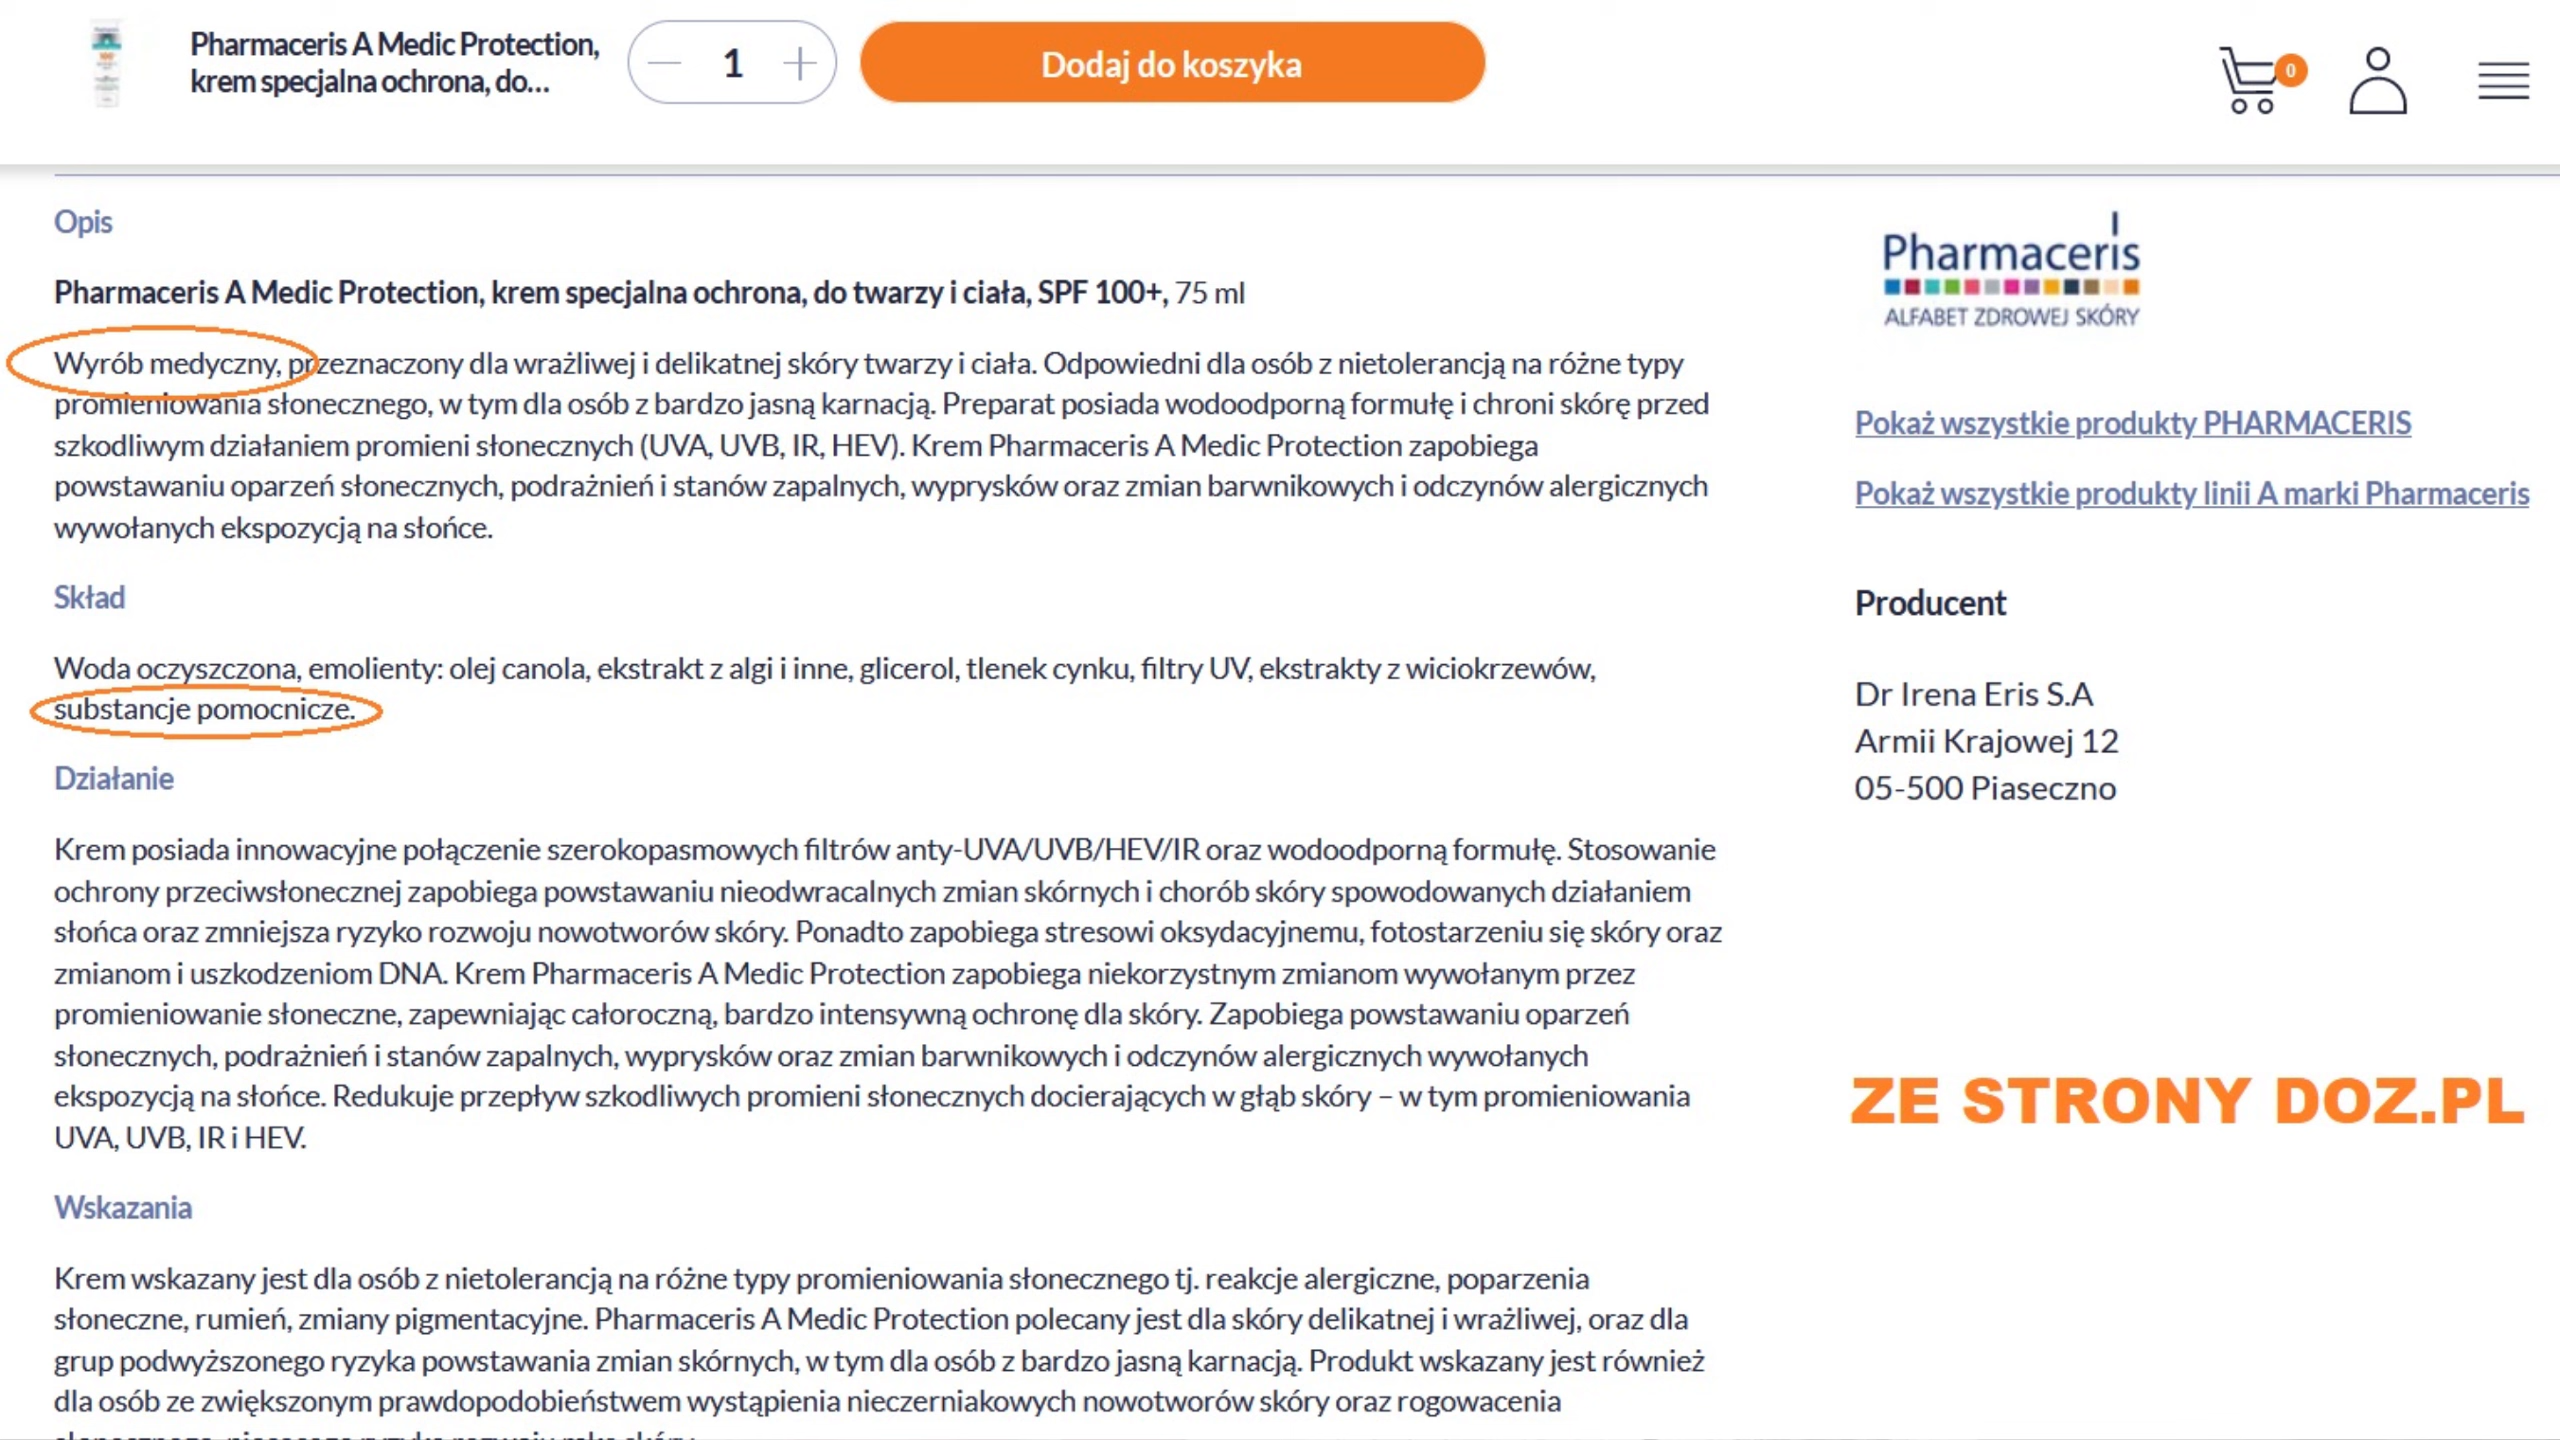 Pharmaceris A Medic Protection,
krem specjalna ochrona, do...
1
Dodaj do koszyka
0
Opis
Pharmaceris A Medic Protection, krem specjalna ochrona, do twarzy i ciała, SPF 100+, 75 ml
Wyrób medyczny, przeznaczony dla wrażliwej i delikatnej skóry twarzy i ciała. Odpowiedni dla osób z nietolerancją na różne typy
promieniowania słonecznego, w tym dla osób z bardzo jasną karnacją. Preparat posiada wodoodporną formułę i chroni skórę przed
szkodliwym działaniem promieni słonecznych (UVA, UVB, IR, HEV). Krem Pharmaceris A Medic Protection zapobiega
powstawaniu oparzeń słonecznych, podrażnień i stanów zapalnych, wyprysków oraz zmian barwnikowych i odczynów alergicznych
wywołanych ekspozycją na słońce.
Skład
Woda oczyszczona, emolienty: olej canola, ekstrakt z algi i inne, glicerol, tlenek cynku, filtry UV, ekstrakty z wiciokrzewów,
substancje pomocnicze.
Działanie
Krem posiada innowacyjne połączenie szerokopasmowych filtrów anty-UVA/UVB/HEV/IR oraz wodoodporną formułę. Stosowanie
ochrony przeciwsłonecznej zapobiega powstawaniu nieodwracalnych zmian skórnych i chorób skóry spowodowanych działaniem
słońca oraz zmniejsza ryzyko rozwoju nowotworów skóry. Ponadto zapobiega stresowi oksydacyjnemu, fotostarzeniu się skóry oraz
zmianom i uszkodzeniom DNA. Krem Pharmaceris A Medic Protection zapobiega niekorzystnym zmianom wywołanym przez
promieniowanie słoneczne, zapewniając całoroczną, bardzo intensywną ochronę dla skóry. Zapobiega powstawaniu oparzeń
słonecznych, podrażnień i stanów zapalnych, wyprysków oraz zmian barwnikowych i odczynów alergicznych wywołanych
ekspozycją na słońce. Redukuje przepływ szkodliwych promieni słonecznych docierających w głąb skóry – w tym promieniowania
UVA, UVB, IR i HEV.
Wskazania
Krem wskazany jest dla osób z nietolerancją na różne typy promieniowania słonecznego tj. reakcje alergiczne, poparzenia
słoneczne, rumień, zmiany pigmentacyjne. Pharmaceris A Medic Protection polecany jest dla skóry delikatnej i wrażliwej, oraz dla
grup podwyższonego ryzyka powstawania zmian skórnych, w tym dla osób z bardzo jasną karnacją. Produkt wskazany jest również
dla osób ze zwiększonym prawdopodobieństwem wystąpienia nieczerniakowych nowotworów skóry oraz rogowacenia
Pharmaceris
ALFABET ZDROWEJ SKÓRY
Pokaż wszystkie produkty PHARMACERIS
Pokaż wszystkie produkty linii A marki Pharmaceris
Producent
Dr Irena Eris S.A
Armii Krajowej 12
05-500 Piaseczno
ZE STRONY DOZ.PL